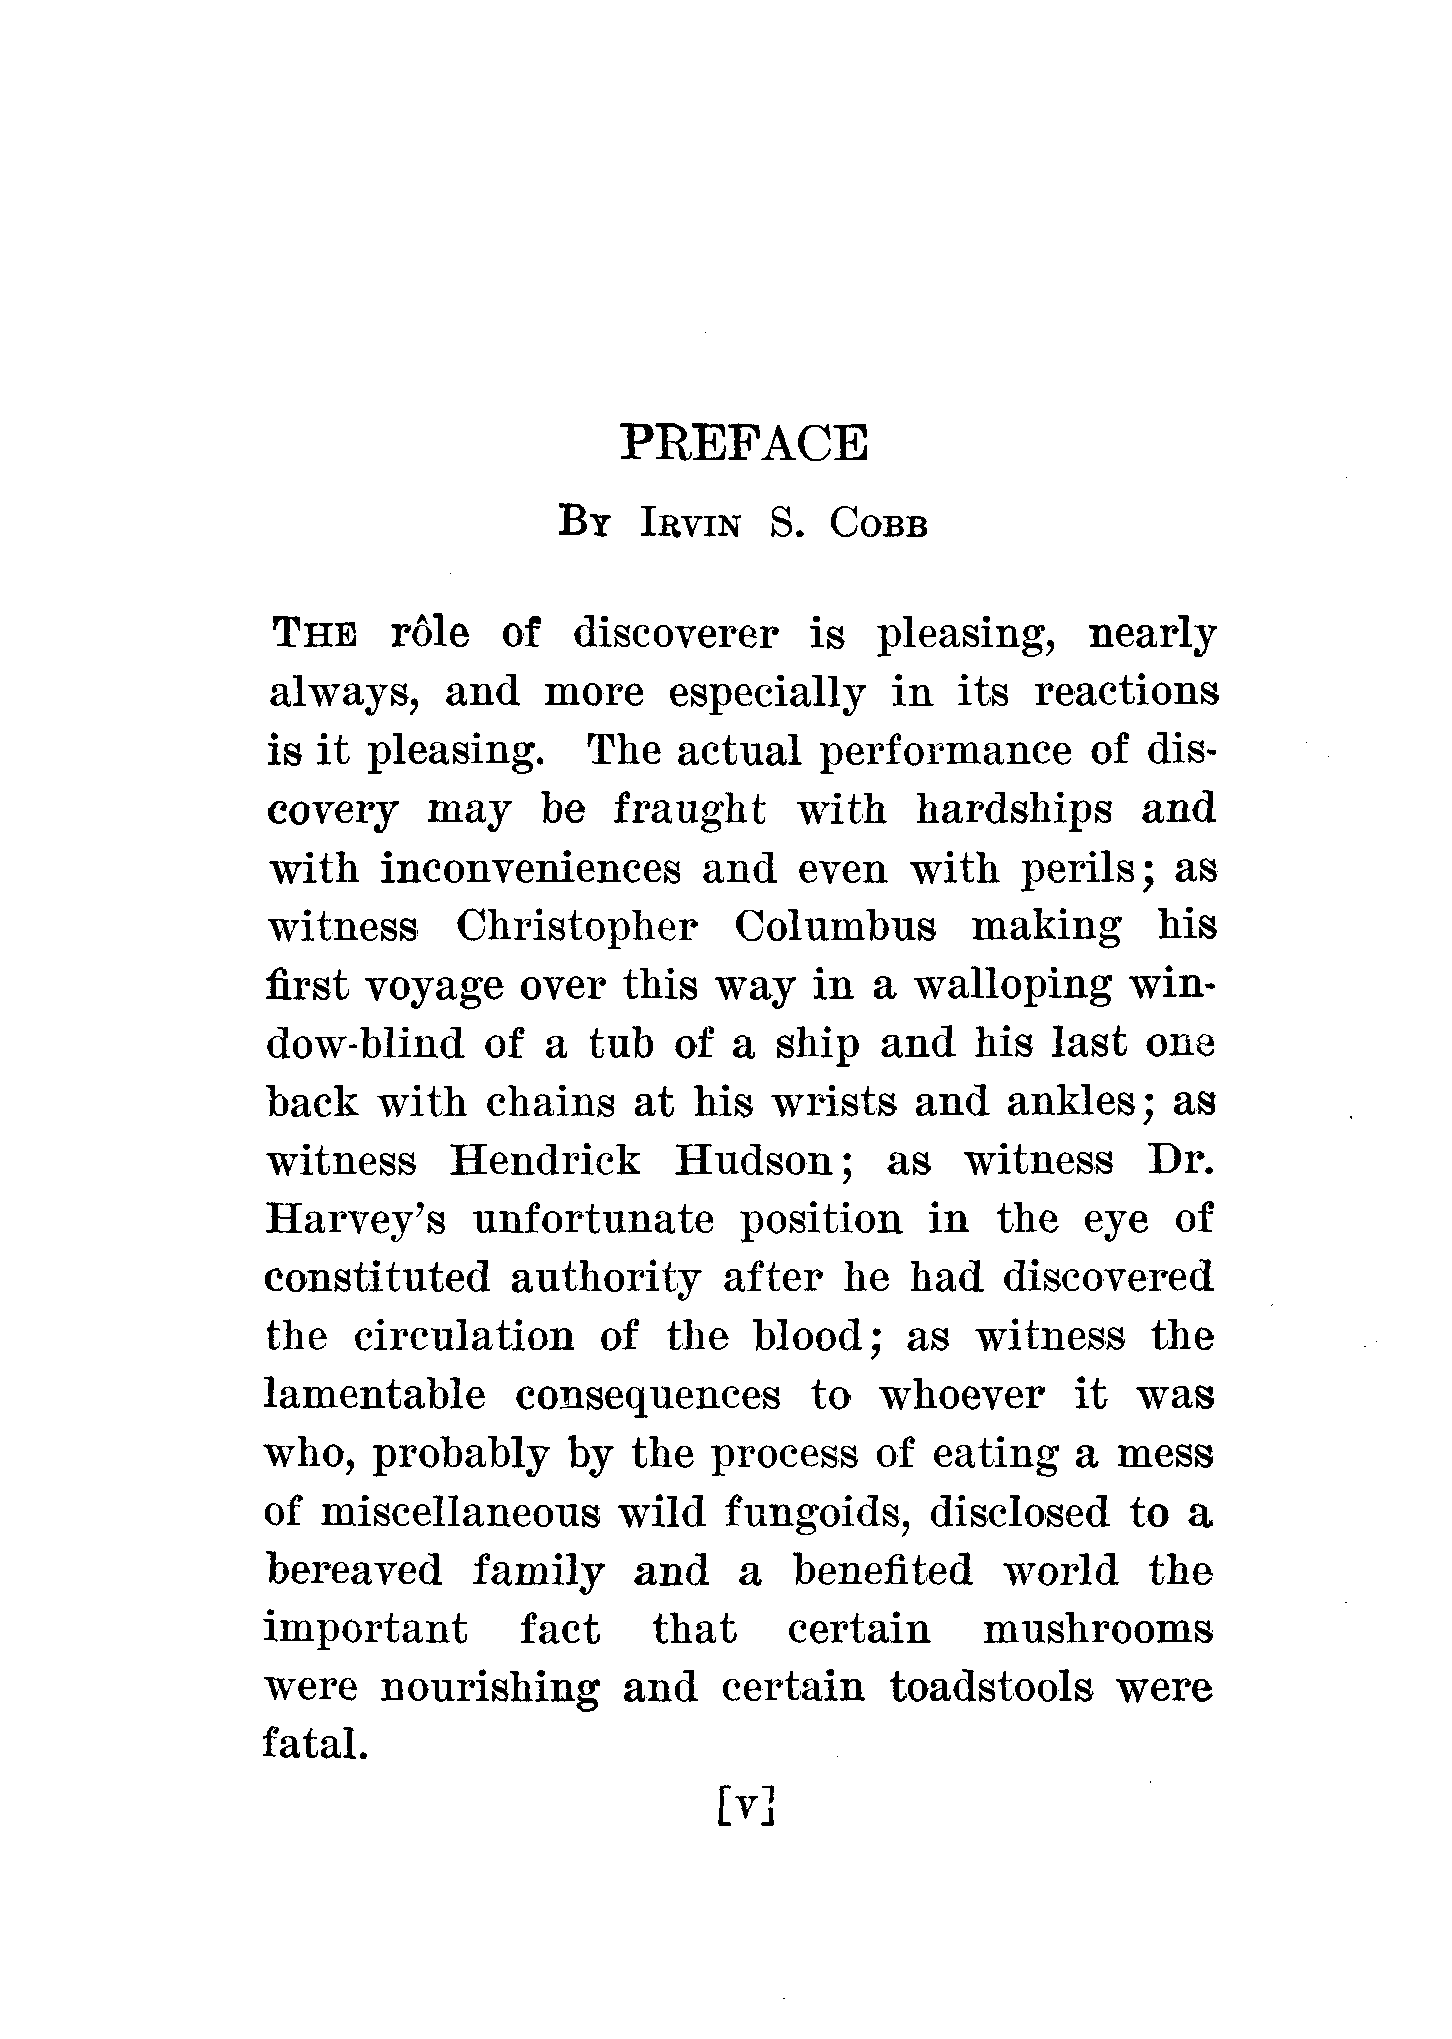 PREFACE
By Irvin S. Cobb
The rôle of discoverer is pleasing, nearly
always, and more especially in its reactions
is it pleasing. The actual performance of dis-
covery may be fraught with hardships and
with inconveniences and even with perils; as
witness Christopher Columbus making his
first voyage over this way in a walloping win-
dow-blind of a tub of a ship and his last one
back with chains at his wrists and ankles; as
witness Hendrick Hudson; as witness Dr.
Harvey's unfortunate position in the eye of
constituted authority after he had discovered
the circulation of the blood; as witness the
lamentable consequences to whoever it was
who, probably by the process of eating a mess
of miscellaneous wild fungoids, disclosed to a
bereaved family and a benefited world the
important fact that certain mushrooms
were nourishing and certain toadstools were
fatal.
[v]